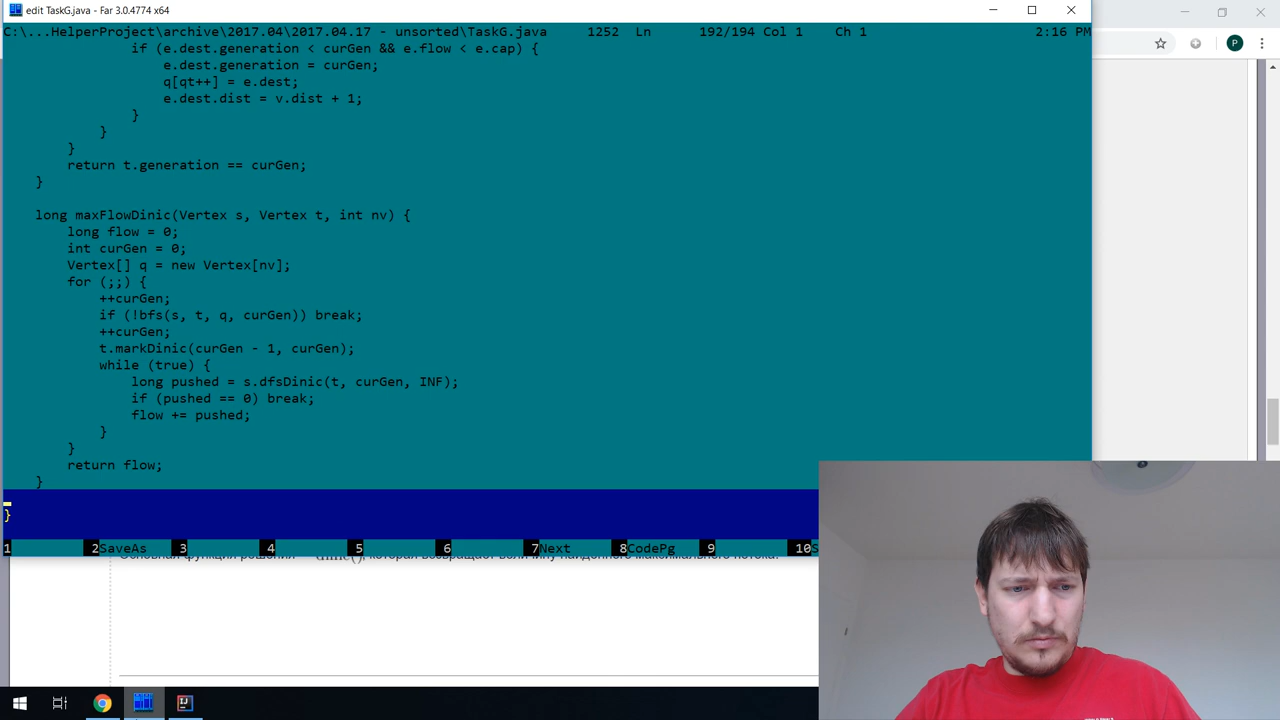 edit TaskG.java - Far 3.0.4774 x64
C:\...HelperProject\archive\2017.04\2017.04.17 - unsorted\TaskG.java 1252 Ln 192/194 Col 1 Ch 1 2:16 PM
if (e.dest.generation < curGen && e.flow < e.cap) {
e.dest.generation = curGen;
q[qt++] = e.dest;
e.dest.dist = v.dist + 1;
}
}
}
return t.generation == curGen;
}
long maxFlowDinic(Vertex s, Vertex t, int nv) {
long flow = 0;
int curGen = 0;
Vertex[] q = new Vertex[nv];
for (;;) {
++curGen;
if (!bfs(s, t, q, curGen)) break;
++curGen;
t.markDinic(curGen - 1, curGen);
while (true) {
long pushed = s.dfsDinic(t, curGen, INF);
if (pushed == 0) break;
flow += pushed;
}
}
return flow;
}
}
1 2SaveAs 3 4 5 6 7Next 8CodePg 9 10
P